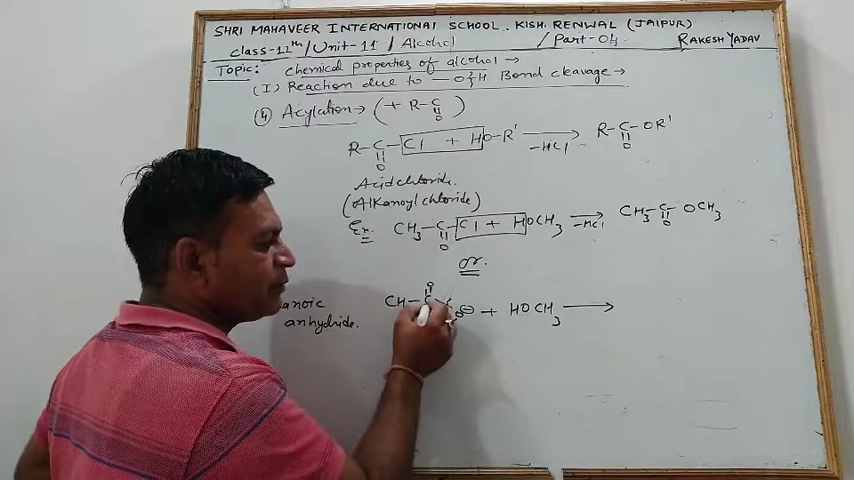 SHRI MAHAVEER INTERNATIONAL SCHOOL. KISH. RENWAL (JAIPUR)
class-12th/Unit-11 / Alcohol / Part-04 RAKESH YADAV
Topic: chemical properties of alcohol →
(I) Reaction due to —O}H Bond cleavage →
(4) Acylation → (+ R-C=O)
R-C(=O)-Cl + HO-R' → -HCl R-C(=O)-OR'
Acid chloride.
(Alkanoyl chloride)
Ex. CH3-C(=O)-Cl + HOCH3 → -HCl CH3-C(=O)-OCH3
or.
anoic
anhydride.
CH-C + HOCH3 →